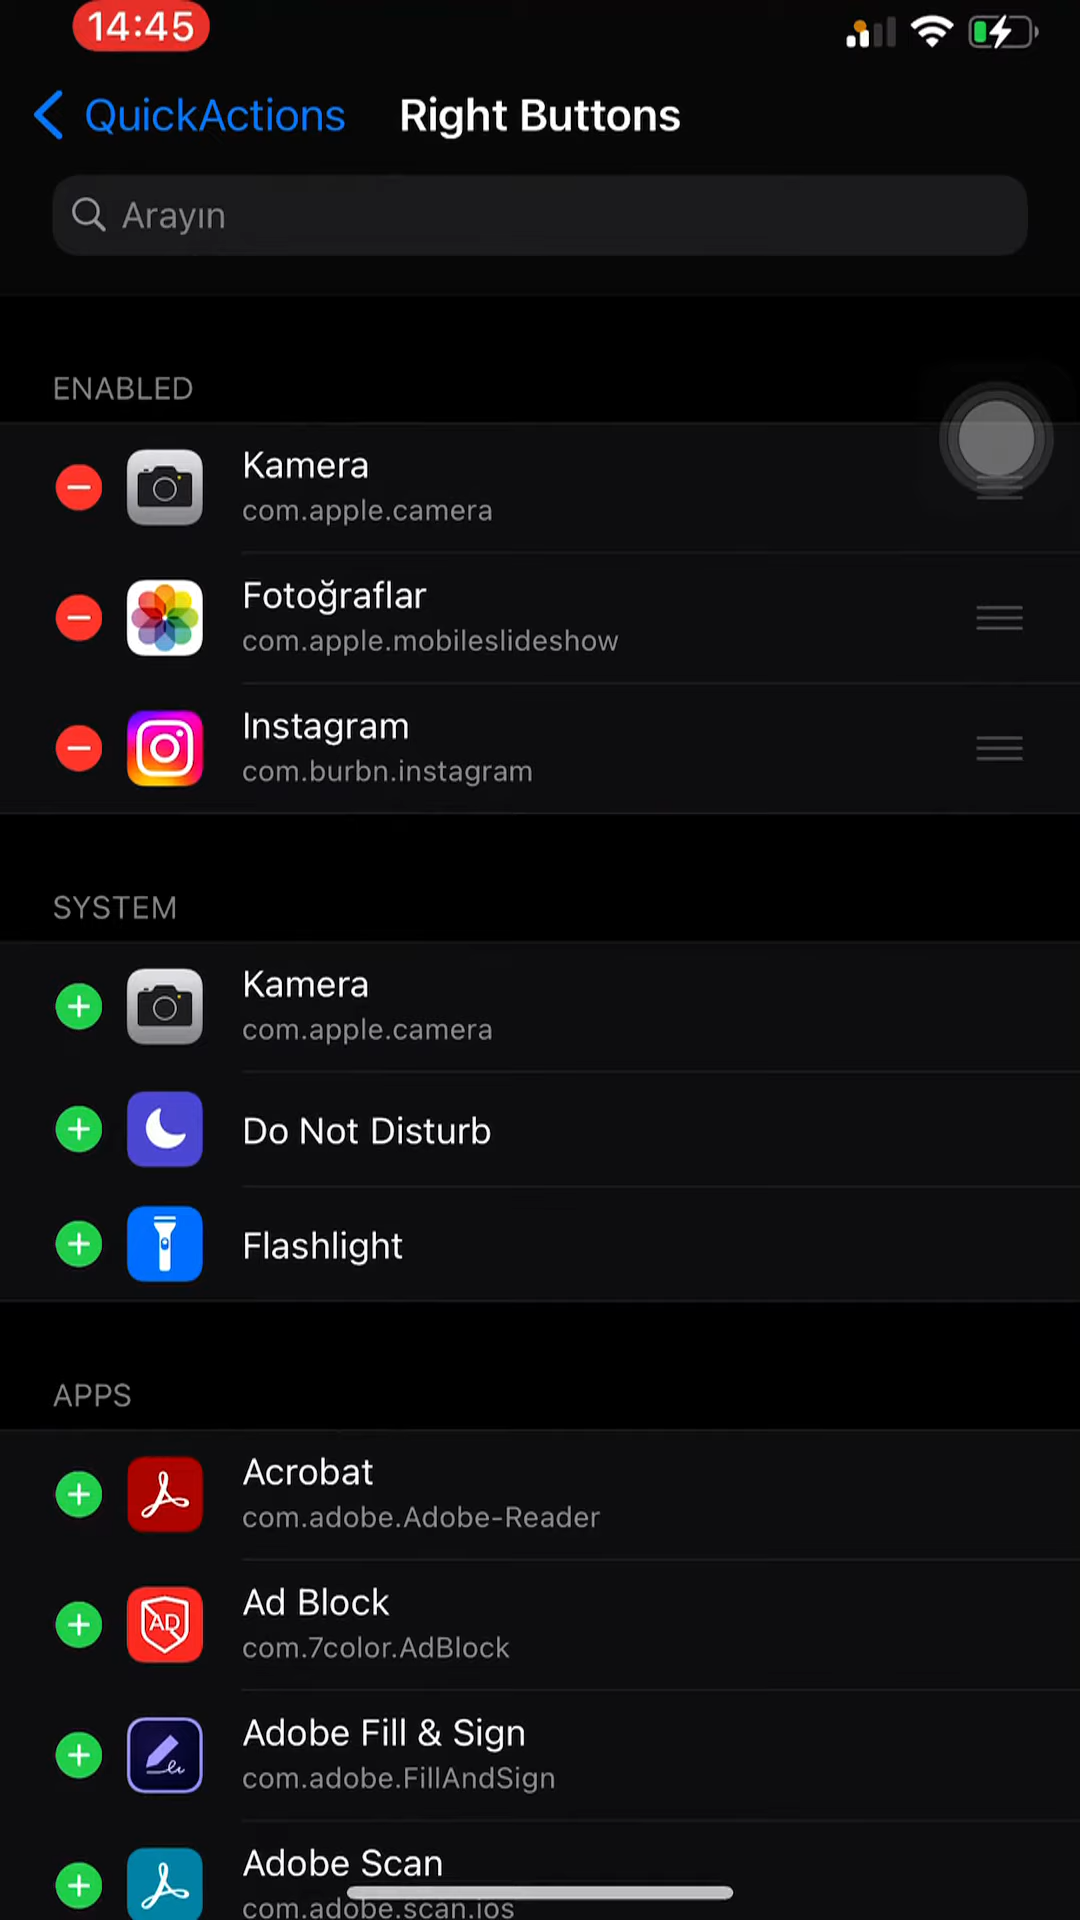 14:45
QuickActions
Right Buttons
Arayın
ENABLED
Kamera
com.apple.camera
Fotoğraflar
com.apple.mobileslideshow
Instagram
com.burbn.instagram
SYSTEM
Kamera
com.apple.camera
Do Not Disturb
Flashlight
APPS
Acrobat
com.adobe.Adobe-Reader
AD
Ad Block
com.7color.AdBlock
Adobe Fill & Sign
com.adobe.FillAndSign
Adobe Scan
com.adobe.scan.ios